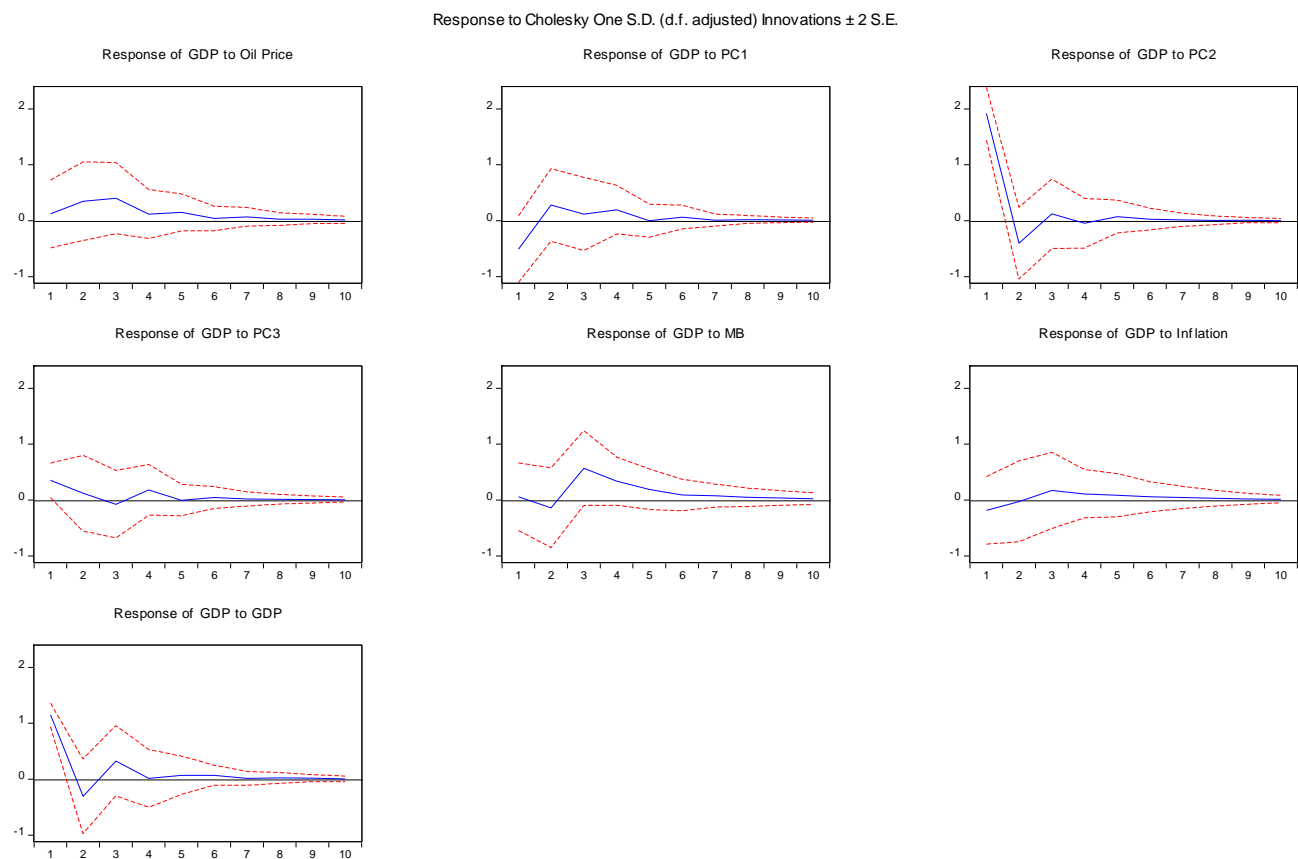 Response to Cholesky One S.D. (d.f. adjusted) Innovations ± 2 S.E.
Response of GDP to Oil Price
2
1
0
-1
1 2 3 4 5 6 7 8 9 10
Response of GDP to PC1
2
1
0
-1
1 2 3 4 5 6 7 8 9 10
Response of GDP to PC2
2
1
0
-1
1 2 3 4 5 6 7 8 9 10
Response of GDP to PC3
2
1
0
-1
1 2 3 4 5 6 7 8 9 10
Response of GDP to MB
2
1
0
-1
1 2 3 4 5 6 7 8 9 10
Response of GDP to Inflation
2
1
0
-1
1 2 3 4 5 6 7 8 9 10
Response of GDP to GDP
2
1
0
-1
1 2 3 4 5 6 7 8 9 10